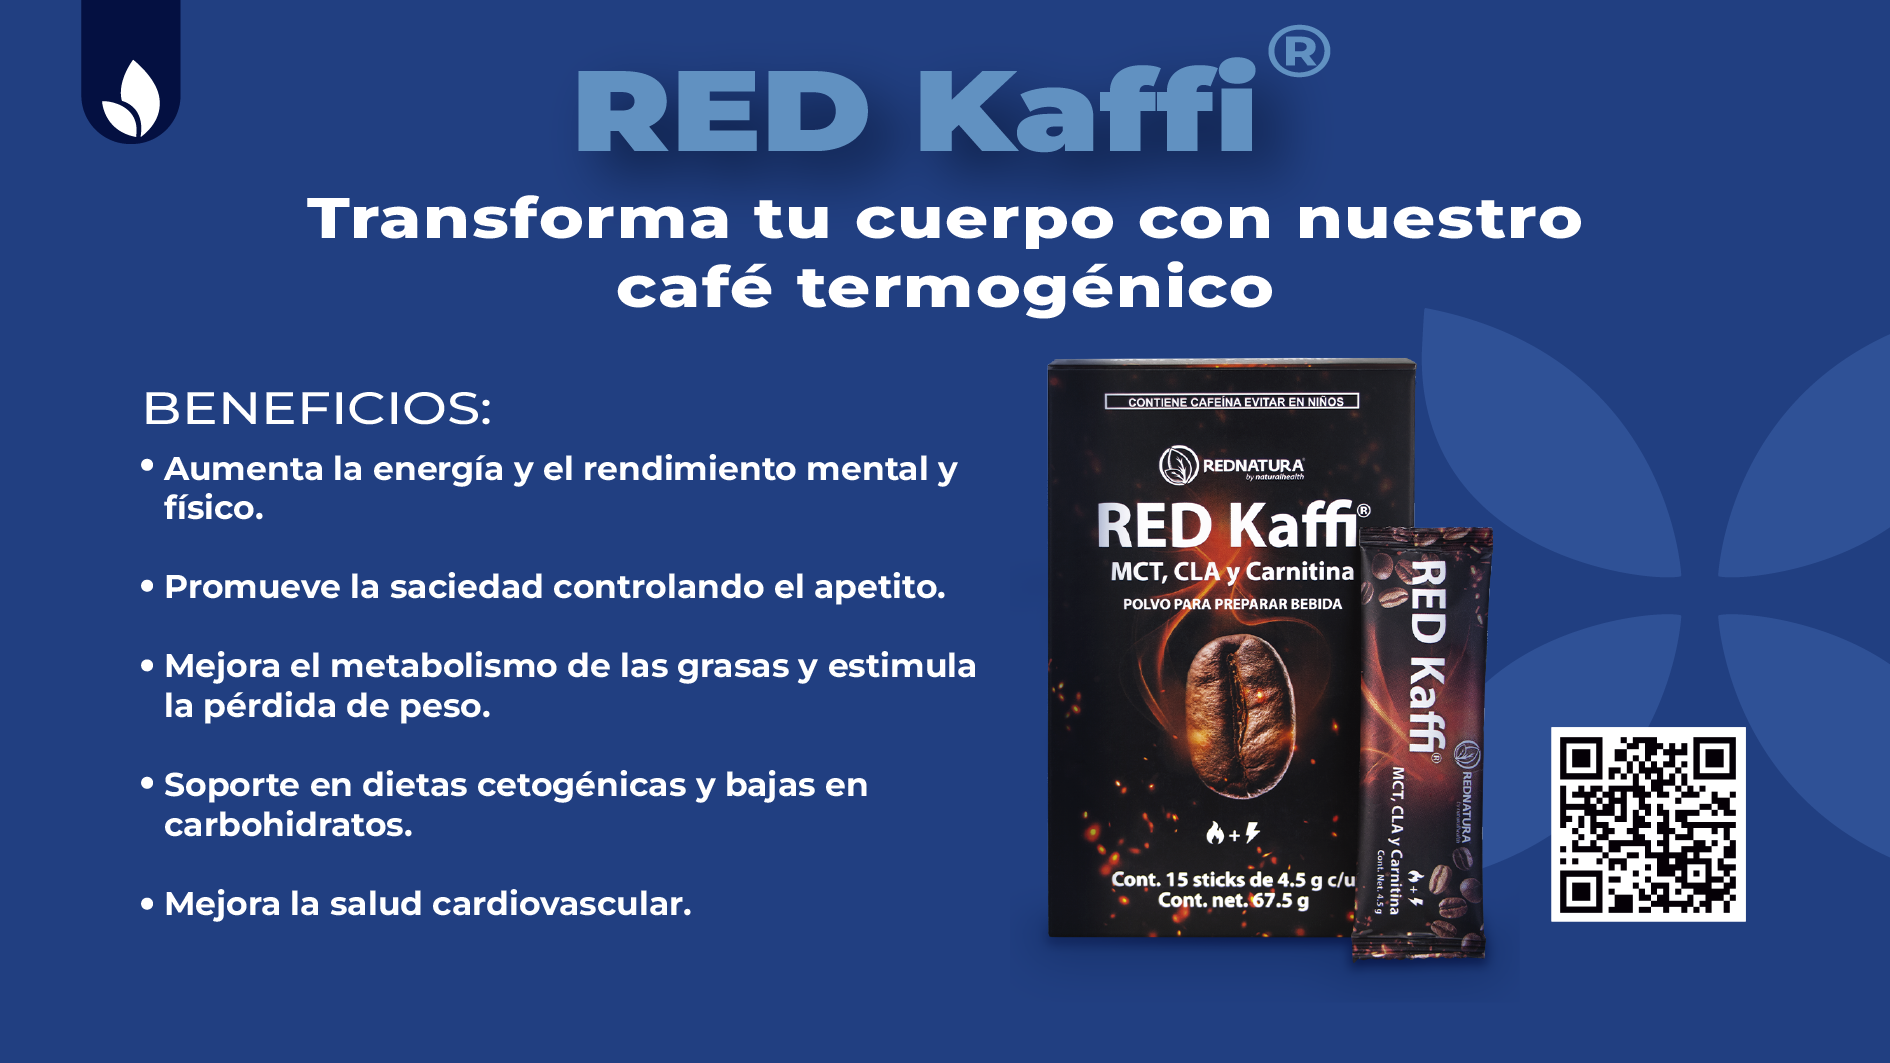 RED Kaffi®
Transforma tu cuerpo con nuestro
café termogénico
BENEFICIOS:
• Aumenta la energía y el rendimiento mental y
físico.
• Promueve la saciedad controlando el apetito.
• Mejora el metabolismo de las grasas y estimula
la pérdida de peso.
• Soporte en dietas cetogénicas y bajas en
carbohidratos.
• Mejora la salud cardiovascular.
CONTIENE CAFEÍNA EVITAR EN NIÑOS
REDNATURA
by naturalhealth
RED Kaffi®
MCT, CLA y Carnitina
POLVO PARA PREPARAR BEBIDA
+
Cont. 15 sticks de 4.5 g c/u
Cont. net. 67.5 g
RED Kaffi®
MCT, CLA y Carnitina
Cont. Net. 4.5 g
+
REDNATURA